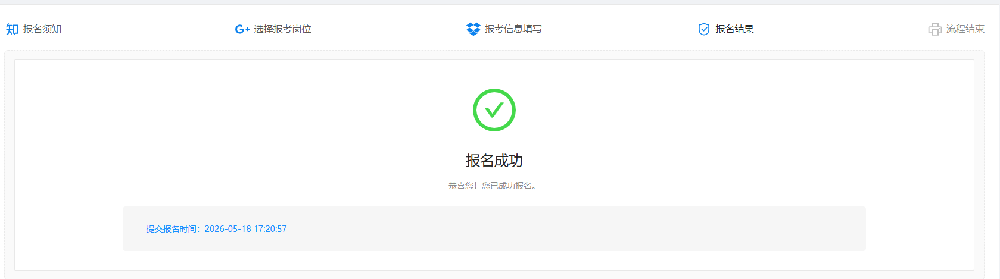 知 报名须知
G+ 选择报考岗位
报考信息填写
报名结果
流程结束
报名成功
恭喜您！您已成功报名。
提交报名时间：2026-05-18 17:20:57